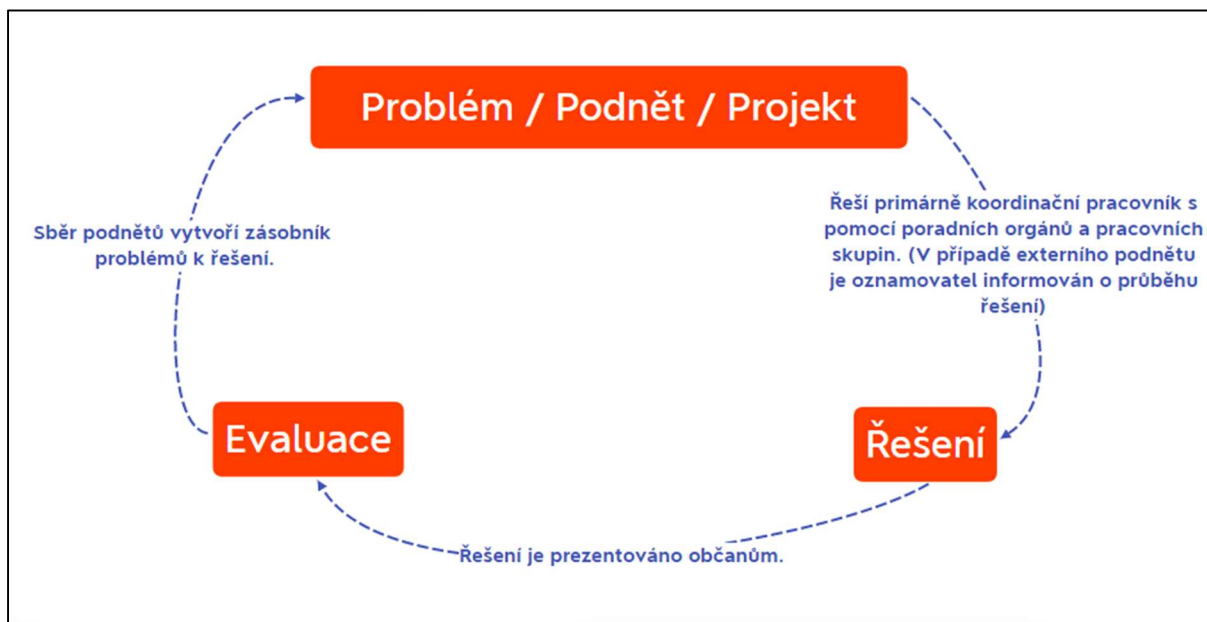 Problém / Podnět / Projekt
Řeší primárně koordinační pracovník s
pomocí poradních orgánů a pracovních
skupin. (V případě externího podnětu
je oznamovatel informován o průběhu
řešení)
Sběr podnětů vytvoří zásobník
problémů k řešení.
Evaluace
Řešení
Řešení je prezentováno občanům.